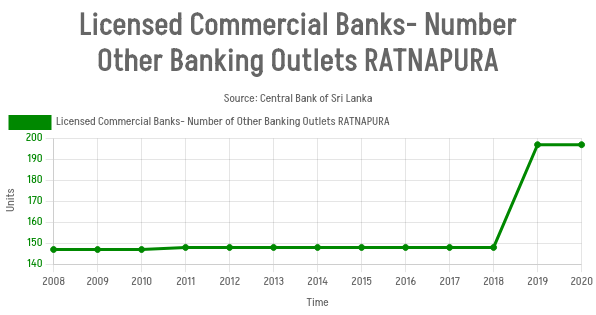 Licensed Commercial Banks- Number
Other Banking Outlets RATNAPURA
Source: Central Bank of Sri Lanka
Licensed Commercial Banks- Number of Other Banking Outlets RATNAPURA
200
190
180
170
160
150
140
Units
2008 2009 2010 2011 2012 2013 2014 2015 2016 2017 2018 2019 2020
Time